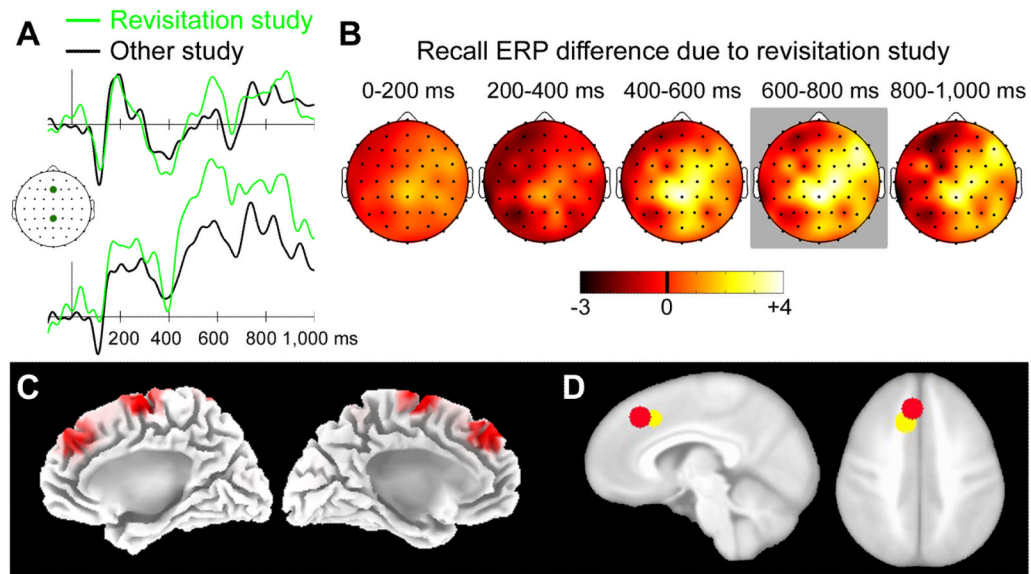 A
Revisitation study
Other study
200 400 600 800 1,000 ms
B
Recall ERP difference due to revisitation study
0-200 ms 200-400 ms 400-600 ms 600-800 ms 800-1,000 ms
-3 0 +4
C
D